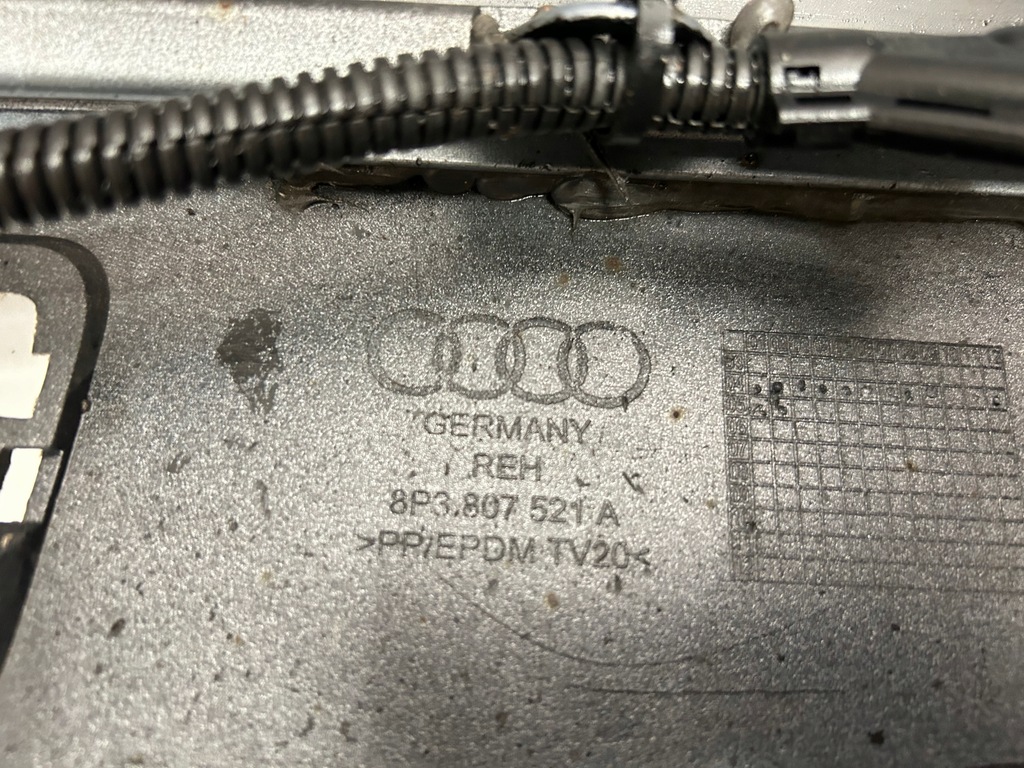 GERMANY
REH
8P3.807 521 A
>PP/EPDM TV20<